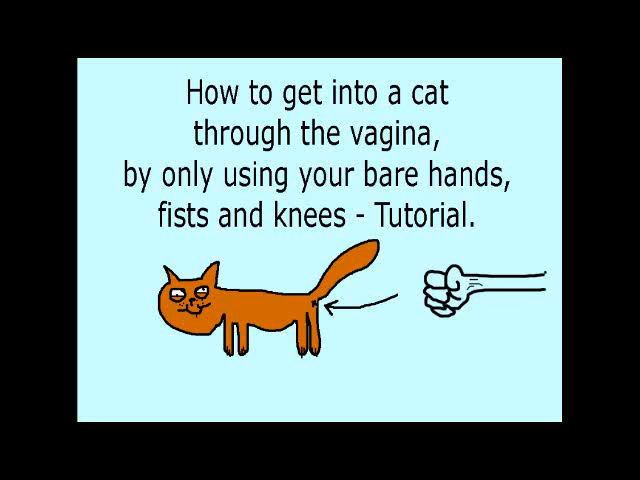 How to get into a cat
through the vagina,
by only using your bare hands,
fists and knees - Tutorial.